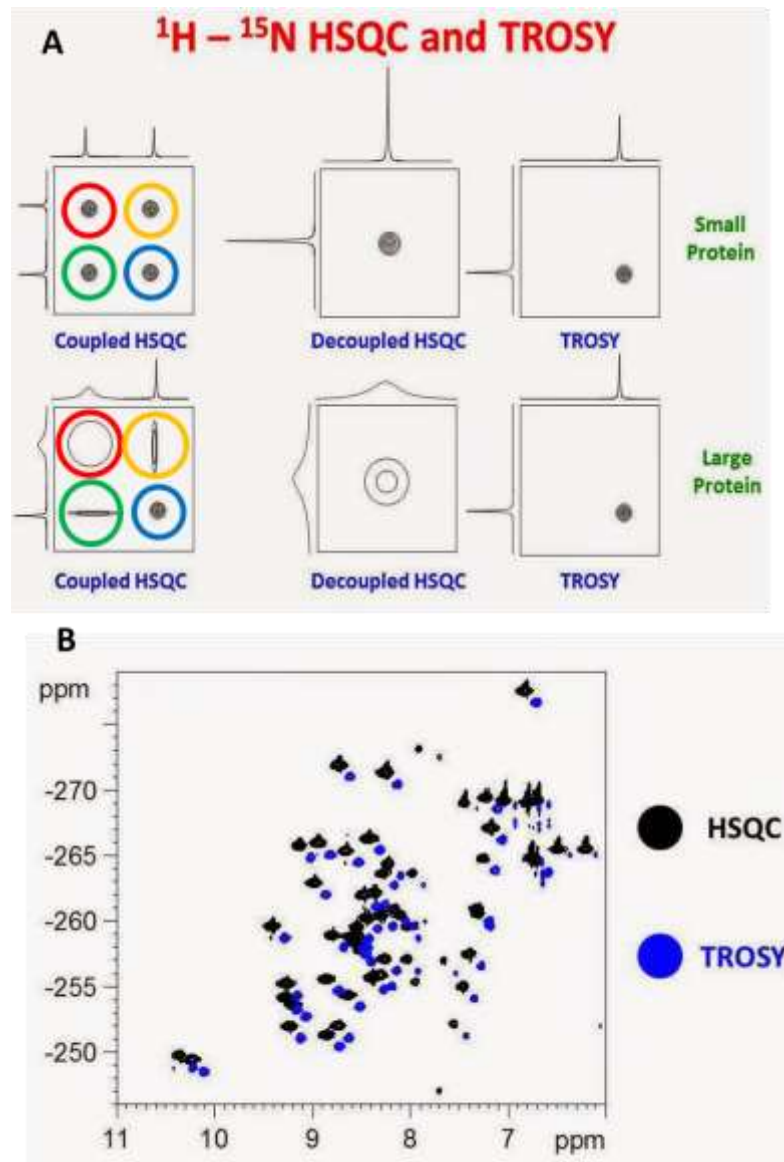 A
¹H – ¹⁵N HSQC and TROSY
Small
Protein
Coupled HSQC
Decoupled HSQC
TROSY
Large
Protein
Coupled HSQC
Decoupled HSQC
TROSY
B
ppm
-270
-265
-260
-255
-250
11 10 9 8 7 ppm
HSQC
TROSY